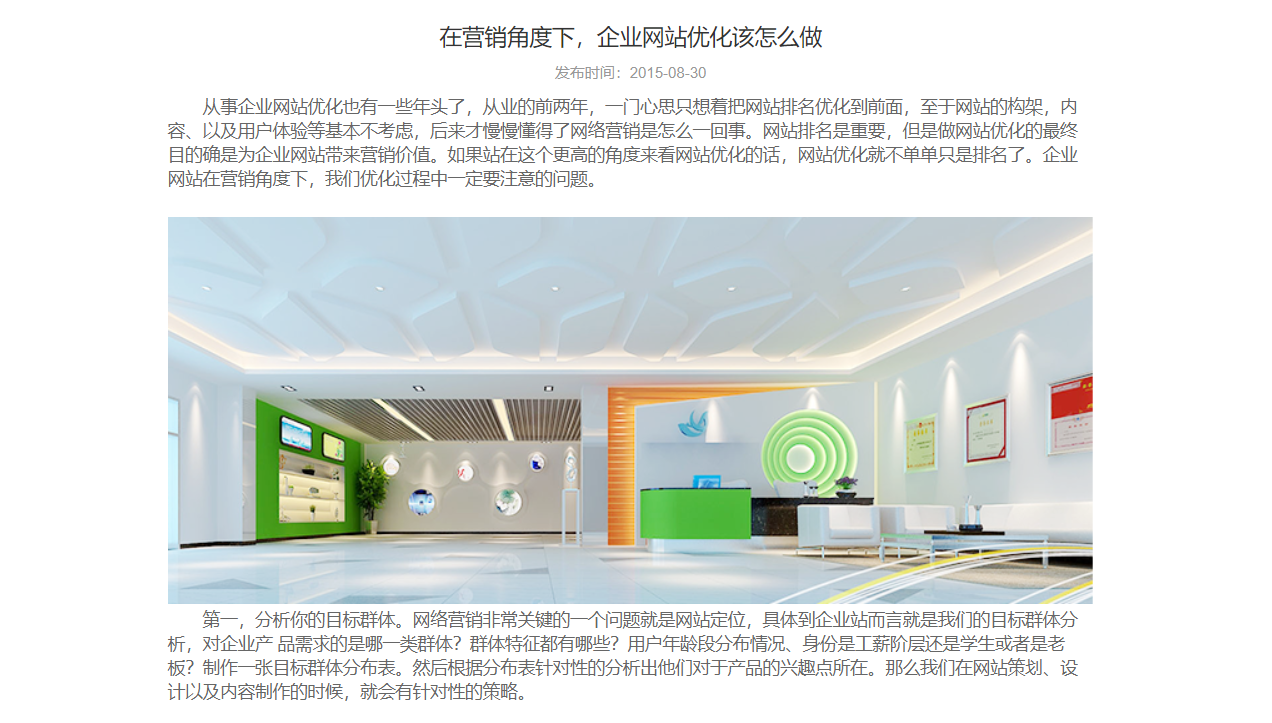 在营销角度下，企业网站优化该怎么做
发布时间：2015-08-30
从事企业网站优化也有一些年头了，从业的前两年，一门心思只想着把网站排名优化到前面，至于网站的构架，内
容、以及用户体验等基本不考虑，后来才慢慢懂得了网络营销是怎么一回事。网站排名是重要，但是做网站优化的最终
目的确是为企业网站带来营销价值。如果站在这个更高的角度来看网站优化的话，网站优化就不单单只是排名了。企业
网站在营销角度下，我们优化过程中一定要注意的问题。
第一，分析你的目标群体。网络营销非常关键的一个问题就是网站定位，具体到企业站而言就是我们的目标群体分
析，对企业产 品需求的是哪一类群体？群体特征都有哪些？用户年龄段分布情况、身份是工薪阶层还是学生或者是老
板？制作一张目标群体分布表。然后根据分布表针对性的分析出他们对于产品的兴趣点所在。那么我们在网站策划、设
计以及内容制作的时候，就会有针对性的策略。